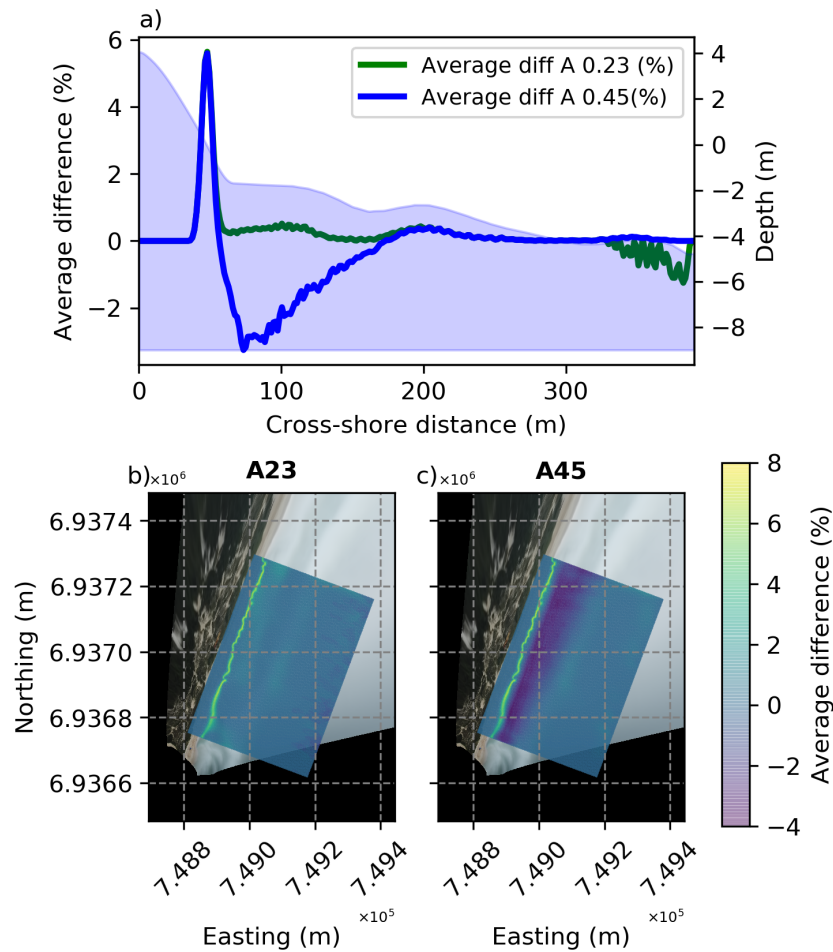 a)
Average diff A 0.23 (%)
Average diff A 0.45(%)
6
4
2
0
−2
Average difference (%)
4
2
0
−2
−4
−6
−8
Depth (m)
0 100 200 300
Cross-shore distance (m)
b) ×10⁶ A23
c) ×10⁶ A45
6.9374
6.9372
6.9370
6.9368
6.9366
Northing (m)
7.488 7.490 7.492 7.494
×10⁵
Easting (m)
7.488 7.490 7.492 7.494
×10⁵
Easting (m)
8
6
4
2
0
−2
−4
Average difference (%)